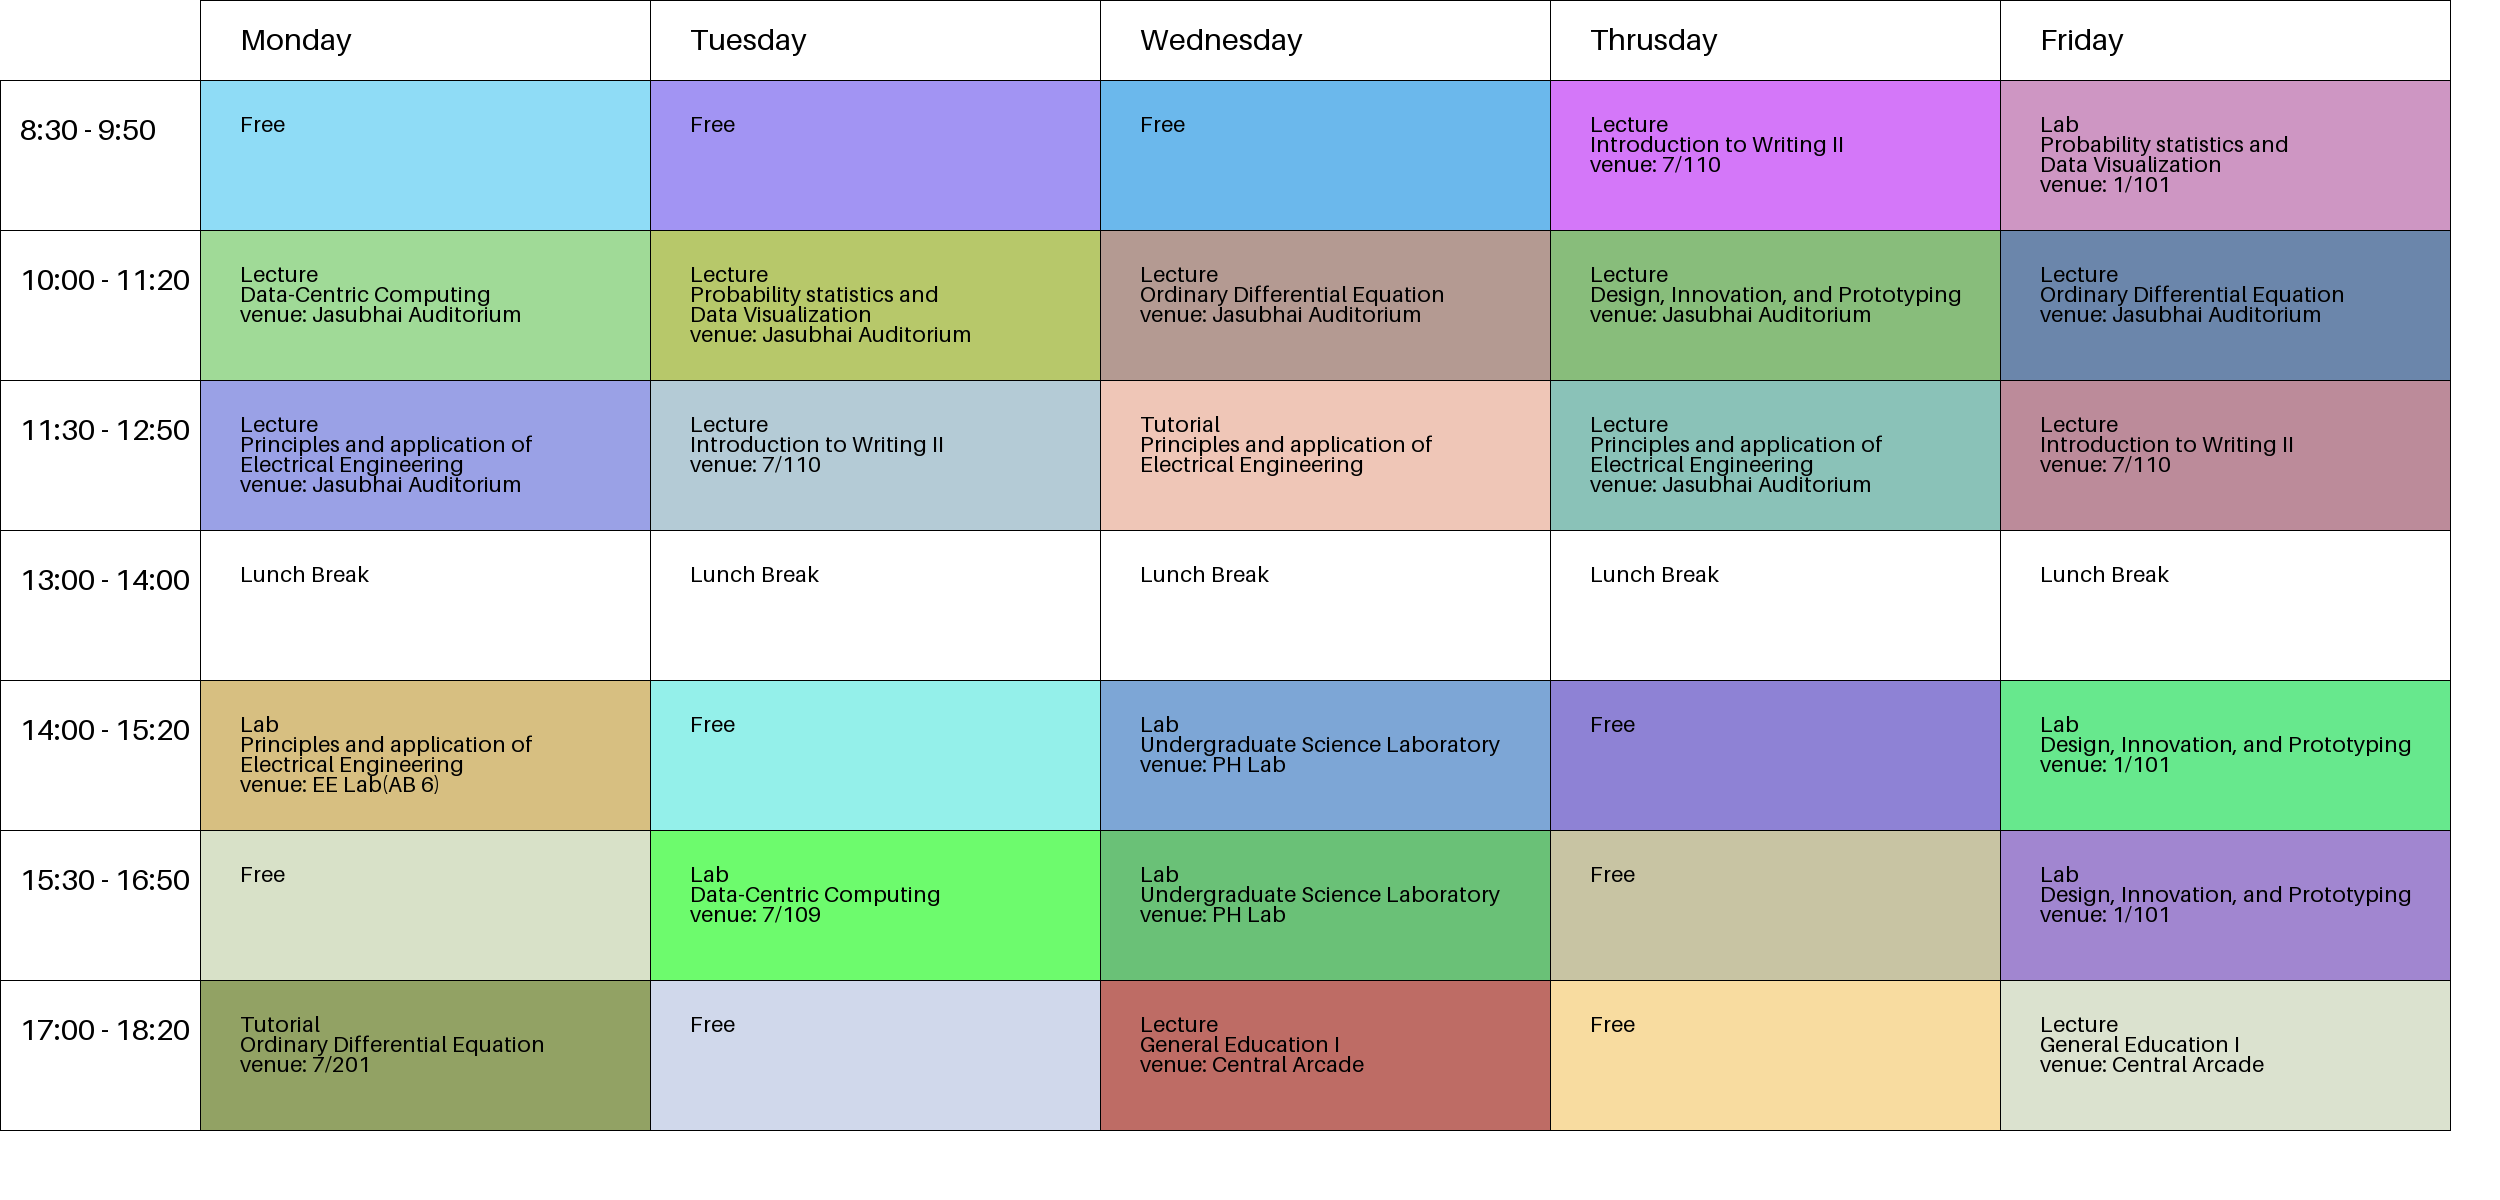 Monday
Tuesday
Wednesday
Thrusday
Friday
8:30 - 9:50
Free
Free
Free
Lecture
Introduction to Writing II
venue: 7/110
Lab
Probability statistics and
Data Visualization
venue: 1/101
10:00 - 11:20
Lecture
Data-Centric Computing
venue: Jasubhai Auditorium
Lecture
Probability statistics and
Data Visualization
venue: Jasubhai Auditorium
Lecture
Ordinary Differential Equation
venue: Jasubhai Auditorium
Lecture
Design, Innovation, and Prototyping
venue: Jasubhai Auditorium
Lecture
Ordinary Differential Equation
venue: Jasubhai Auditorium
11:30 - 12:50
Lecture
Principles and application of
Electrical Engineering
venue: Jasubhai Auditorium
Lecture
Introduction to Writing II
venue: 7/110
Tutorial
Principles and application of
Electrical Engineering
Lecture
Principles and application of
Electrical Engineering
venue: Jasubhai Auditorium
Lecture
Introduction to Writing II
venue: 7/110
13:00 - 14:00
Lunch Break
Lunch Break
Lunch Break
Lunch Break
Lunch Break
14:00 - 15:20
Lab
Principles and application of
Electrical Engineering
venue: EE Lab(AB 6)
Free
Lab
Undergraduate Science Laboratory
venue: PH Lab
Free
Lab
Design, Innovation, and Prototyping
venue: 1/101
15:30 - 16:50
Free
Lab
Data-Centric Computing
venue: 7/109
Lab
Undergraduate Science Laboratory
venue: PH Lab
Free
Lab
Design, Innovation, and Prototyping
venue: 1/101
17:00 - 18:20
Tutorial
Ordinary Differential Equation
venue: 7/201
Free
Lecture
General Education I
venue: Central Arcade
Free
Lecture
General Education I
venue: Central Arcade